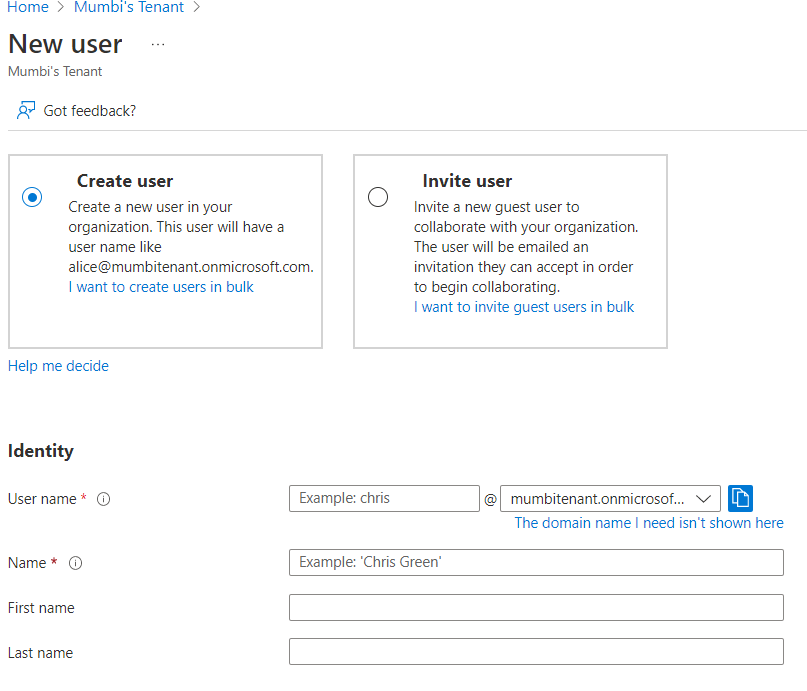 Home > Mumbi's Tenant >
New user ...
Mumbi's Tenant
Got feedback?
Create user
Create a new user in your
organization. This user will have a
user name like
alice@mumbitenant.onmicrosoft.com.
I want to create users in bulk
Invite user
Invite a new guest user to
collaborate with your organization.
The user will be emailed an
invitation they can accept in order
to begin collaborating.
I want to invite guest users in bulk
Help me decide
Identity
User name * Example: chris @ mumbitenant.onmicrosof...
The domain name I need isn't shown here
Name * Example: 'Chris Green'
First name
Last name